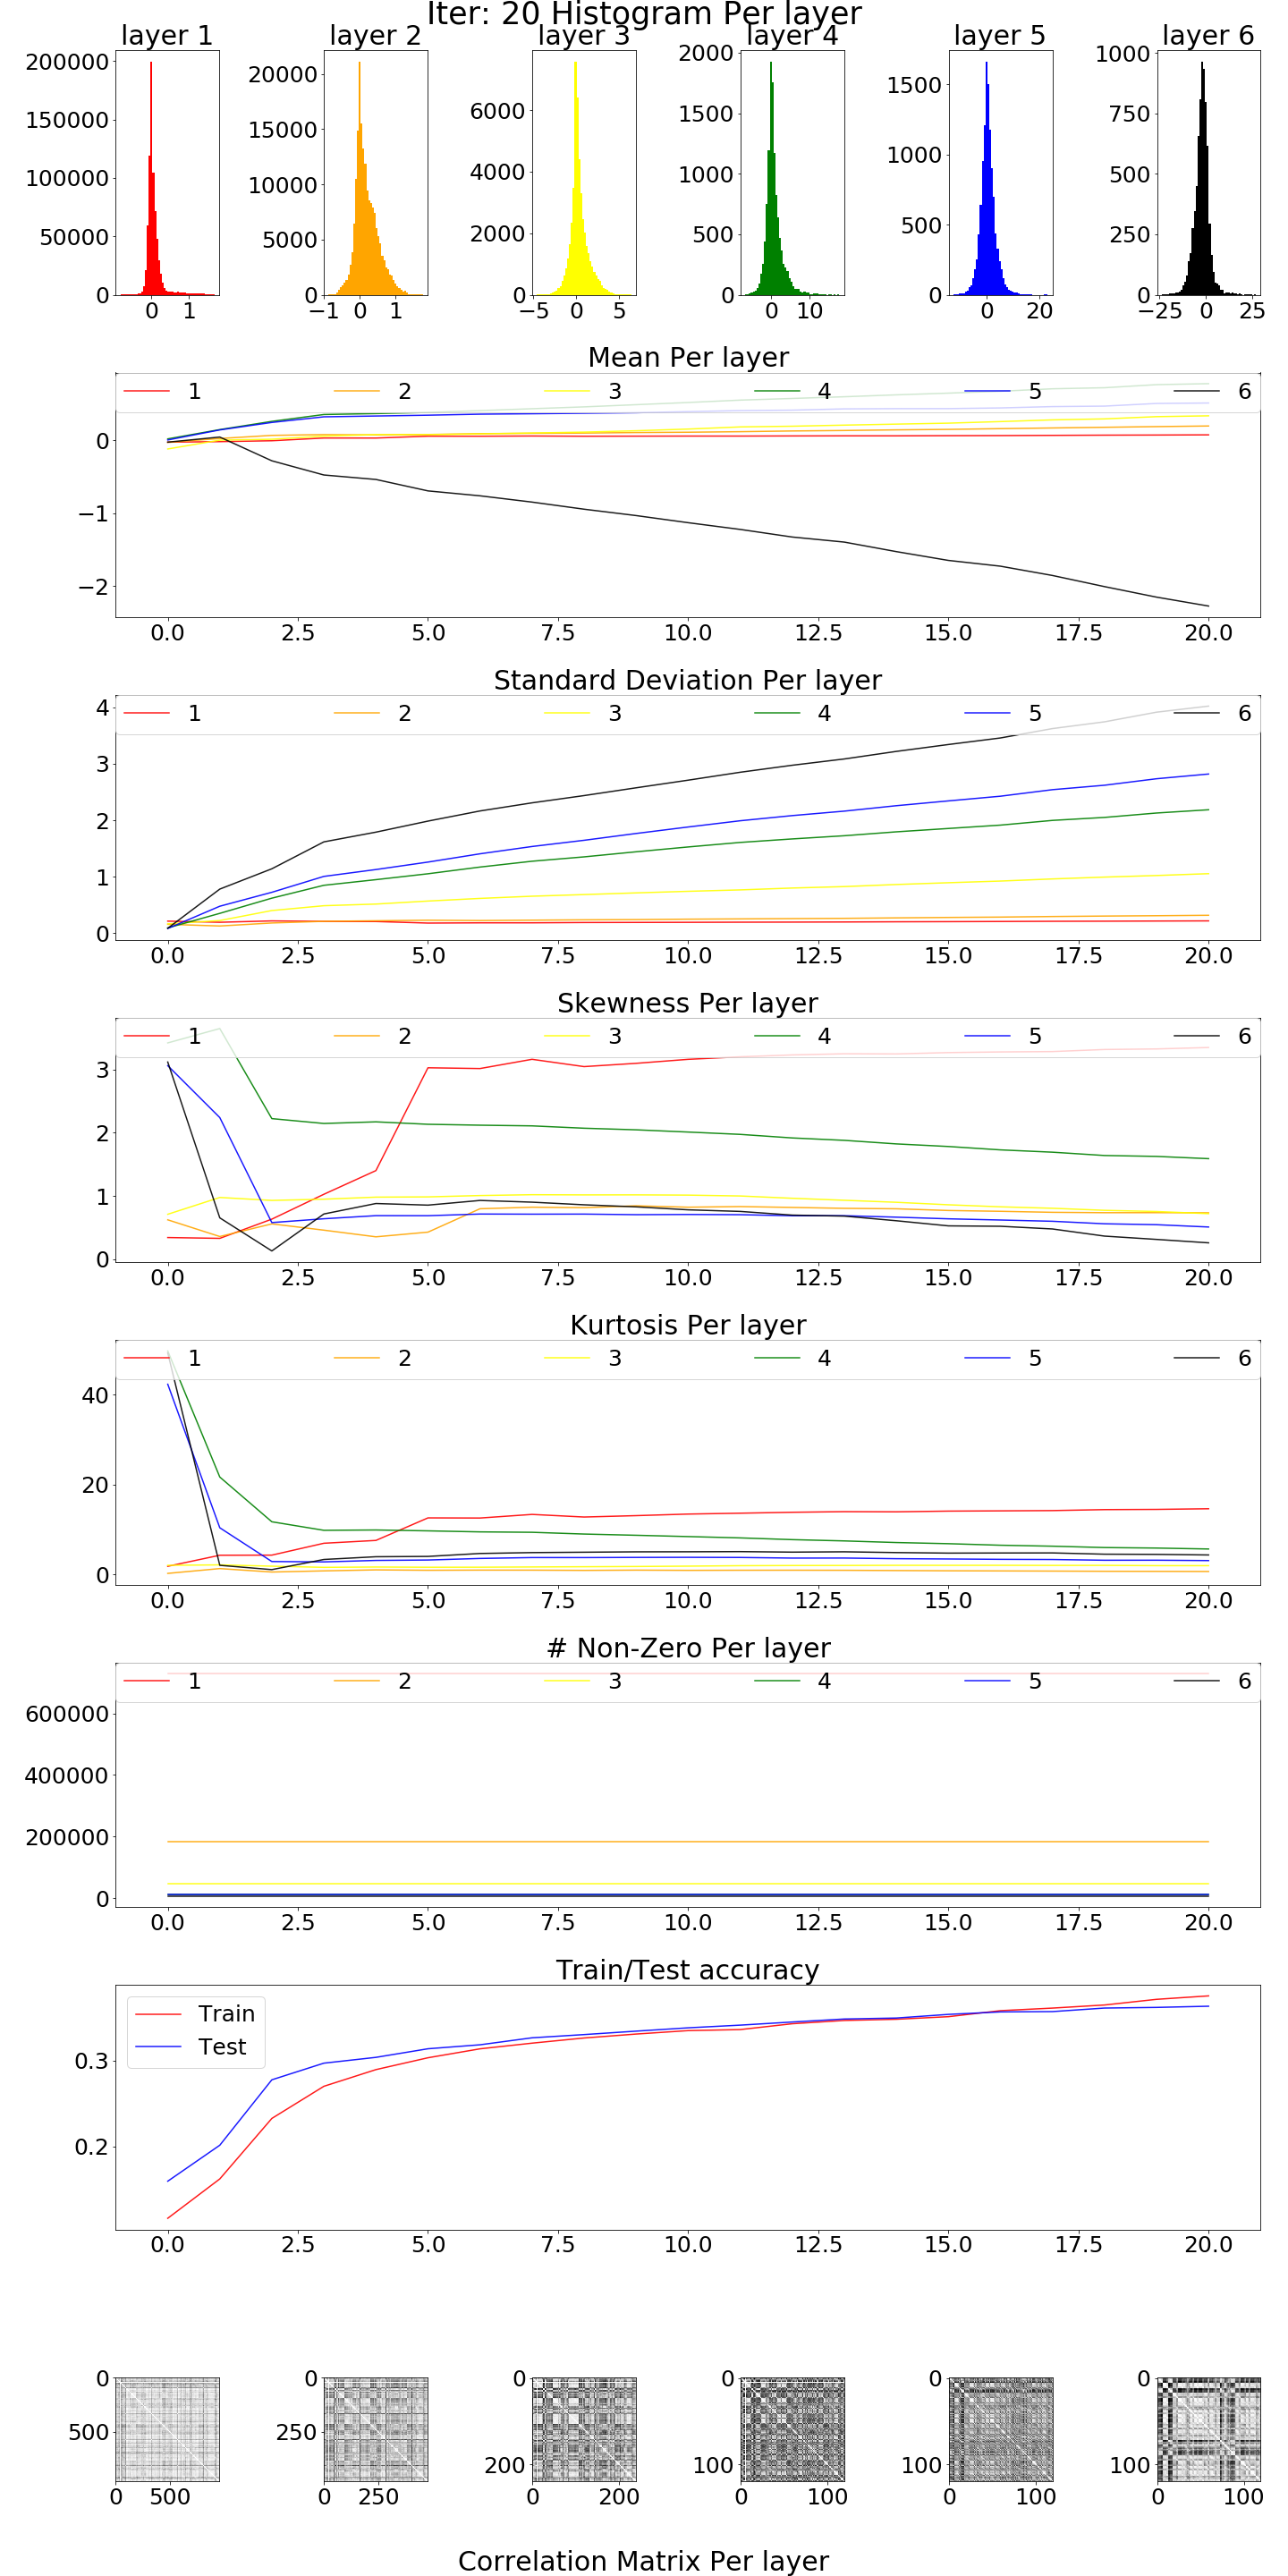 Iter: 20 Histogram Per layer
layer 1 layer 2 layer 3 layer 4 layer 5 layer 6
200000
150000
100000
50000
0
0 1
20000
15000
10000
5000
0
−1 0 1
6000
4000
2000
0
−5 0 5
2000
1500
1000
500
0
0 10
1500
1000
500
0
0 20
1000
750
500
250
0
−25 0 25
Mean Per layer
1 2 3 4 5 6
0
−1
−2
0.0 2.5 5.0 7.5 10.0 12.5 15.0 17.5 20.0
Standard Deviation Per layer
1 2 3 4 5 6
4
3
2
1
0
0.0 2.5 5.0 7.5 10.0 12.5 15.0 17.5 20.0
Skewness Per layer
1 2 3 4 5 6
3
2
1
0
0.0 2.5 5.0 7.5 10.0 12.5 15.0 17.5 20.0
Kurtosis Per layer
1 2 3 4 5 6
40
20
0
0.0 2.5 5.0 7.5 10.0 12.5 15.0 17.5 20.0
# Non-Zero Per layer
1 2 3 4 5 6
600000
400000
200000
0
0.0 2.5 5.0 7.5 10.0 12.5 15.0 17.5 20.0
Train/Test accuracy
Train
Test
0.3
0.2
0.0 2.5 5.0 7.5 10.0 12.5 15.0 17.5 20.0
0
500
0 500
0
250
0 250
0
200
0 200
0
100
0 100
0
100
0 100
0
100
0 100
Correlation Matrix Per layer